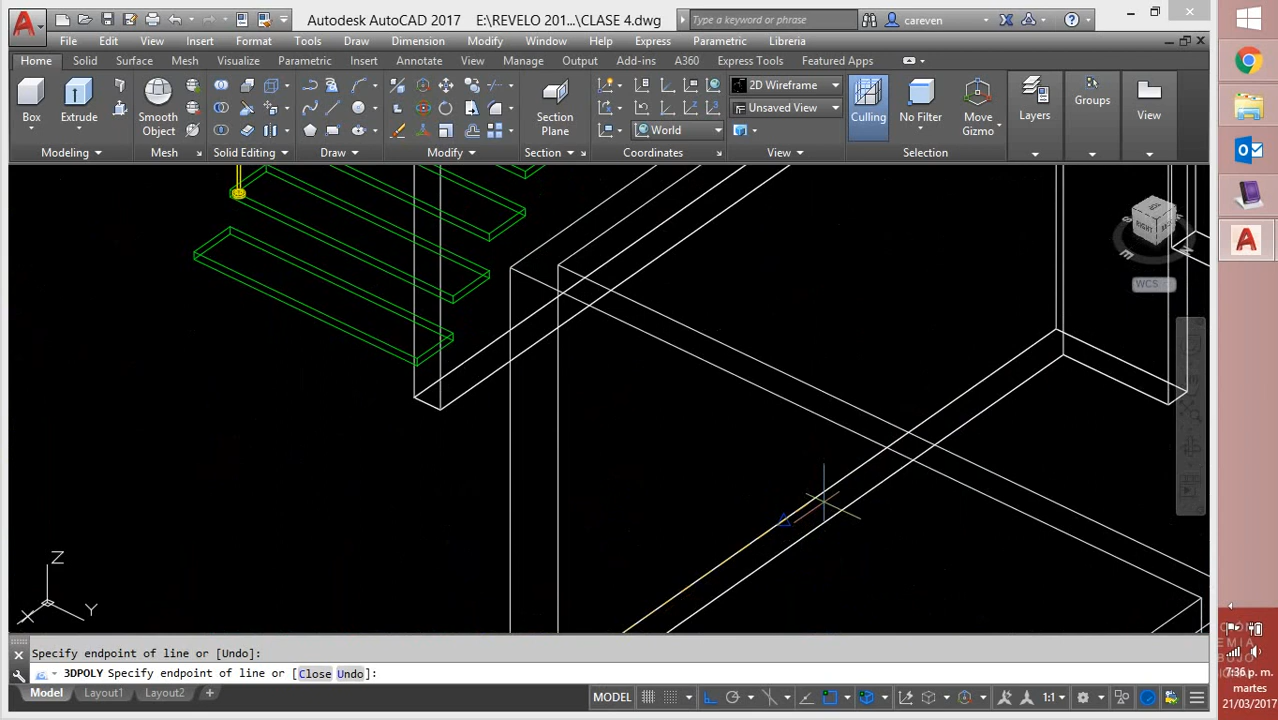 Autodesk AutoCAD 2017 E:\REVELO 201...\CLASE 4.dwg
Type a keyword or phrase
careven
File Edit View Insert Format Tools Draw Dimension Modify Window Help Express Parametric Libreria
Home Solid Surface Mesh Visualize Parametric Insert Annotate View Manage Output Add-ins A360 Express Tools Featured Apps
Box
Extrude
Smooth
Object
Section
Plane
2D Wireframe
Unsaved View
World
Culling
No Filter
Move
Gizmo
Layers
Groups
View
Modeling
Mesh
Solid Editing
Draw
Modify
Section
Coordinates
View
Selection
RIGHT
WCS
Z
Y
X
Specify endpoint of line or [Undo]:
3DPOLY Specify endpoint of line or [Close Undo]:
Model Layout1 Layout2 +
MODEL
1:1
7:36 p. m.
martes
21/03/2017